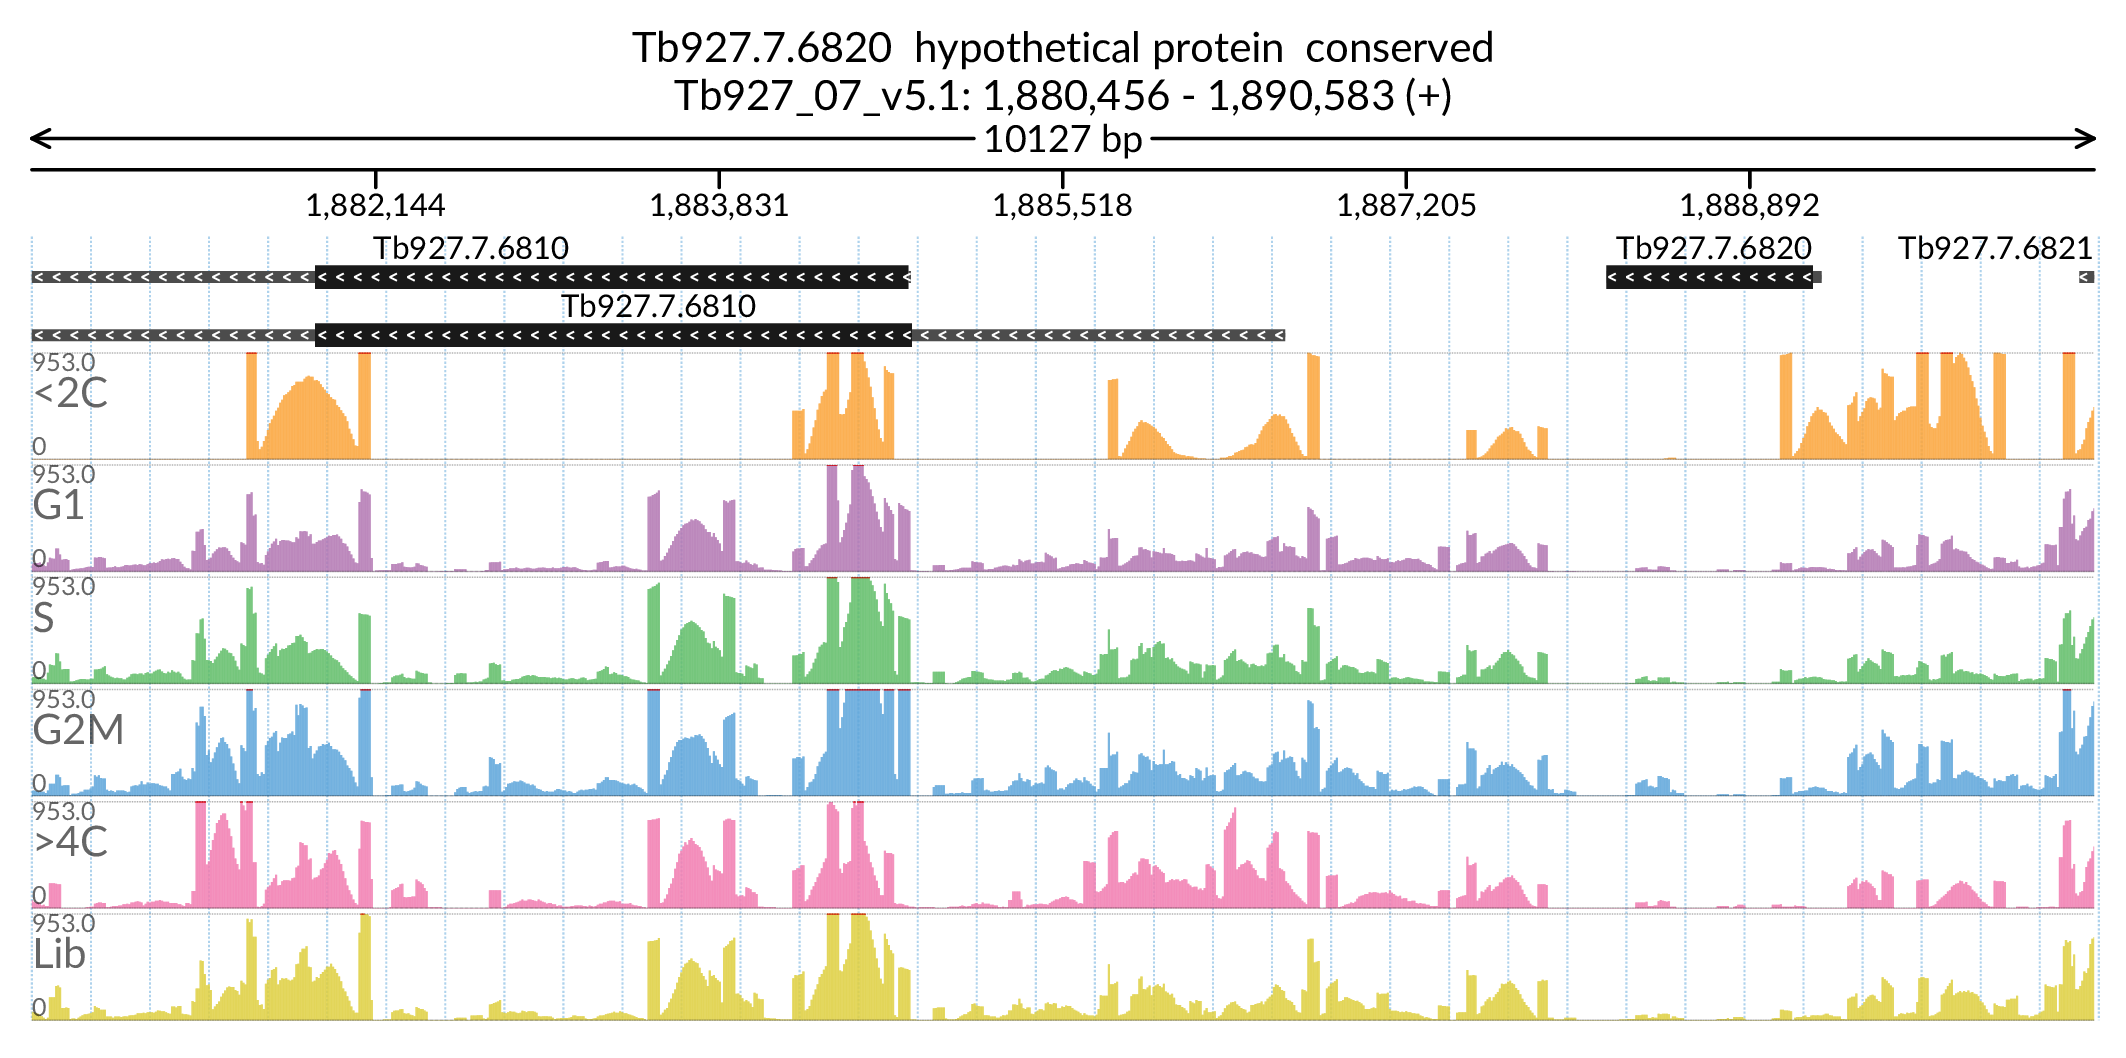 Tb927.7.6820 hypothetical protein conserved
Tb927_07_v5.1: 1,880,456 - 1,890,583 (+)
10127 bp
1,882,144 1,883,831 1,885,518 1,887,205 1,888,892
Tb927.7.6810 Tb927.7.6820 Tb927.7.6821
Tb927.7.6810
953.0
<2C
0
953.0
G1
0
953.0
S
0
953.0
G2M
0
953.0
>4C
0
953.0
Lib
0